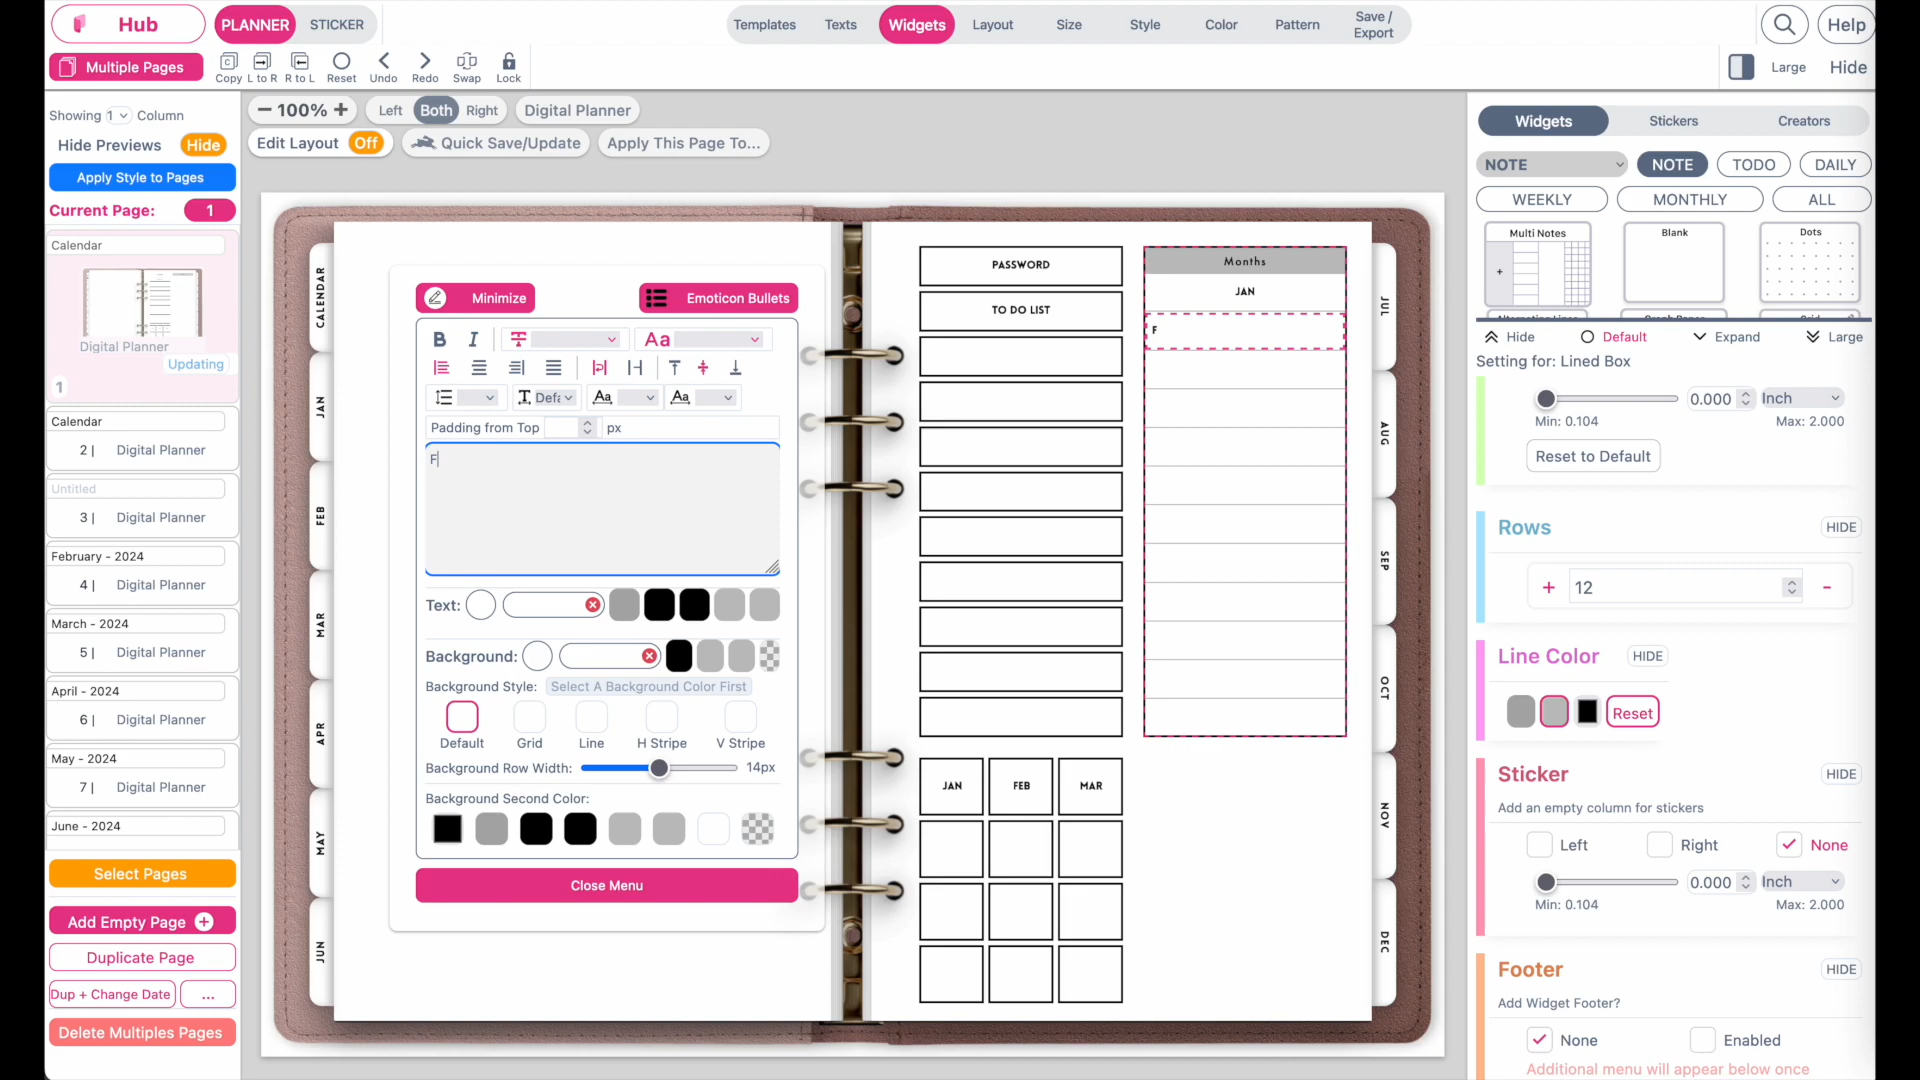 Hub
PLANNER
STICKER
Templates
Texts
Widgets
Layout
Size
Style
Color
Pattern
Save / Export
Help
Multiple Pages
Copy
L to R
R to L
Reset
Undo
Redo
Swap
Lock
Large
Hide
Showing 1 Column
Hide Previews
Hide
Apply Style to Pages
Current Page:
1
Calendar
Digital Planner
Updating
1
Calendar
2 | Digital Planner
Untitled
3 | Digital Planner
February - 2024
4 | Digital Planner
March - 2024
5 | Digital Planner
April - 2024
6 | Digital Planner
May - 2024
7 | Digital Planner
June - 2024
Select Pages
Add Empty Page
Duplicate Page
Dup + Change Date
...
Delete Multiples Pages
100%
Left
Both
Right
Digital Planner
Edit Layout
Off
Quick Save/Update
Apply This Page To...
CALENDAR
JAN
FEB
MAR
APR
MAY
JUN
Minimize
Emoticon Bullets
B
I
Aa
Defa
Aa
Aa
Padding from Top
px
F
Text:
Background:
Background Style:
Select A Background Color First
Default
Grid
Line
H Stripe
V Stripe
Background Row Width:
14px
Background Second Color:
Close Menu
PASSWORD
TO DO LIST
Months
JAN
F
JAN
FEB
MAR
JUL
AUG
SEP
OCT
NOV
DEC
Widgets
Stickers
Creators
NOTE
NOTE
TODO
DAILY
WEEKLY
MONTHLY
ALL
Multi Notes
Blank
Dots
Hide
Default
Expand
Large
Setting for: Lined Box
0.000
Inch
Min: 0.104
Max: 2.000
Reset to Default
Rows
HIDE
+
12
-
Line Color
HIDE
Reset
Sticker
HIDE
Add an empty column for stickers
Left
Right
None
0.000
Inch
Min: 0.104
Max: 2.000
Footer
HIDE
Add Widget Footer?
None
Enabled
Additional menu will appear below once